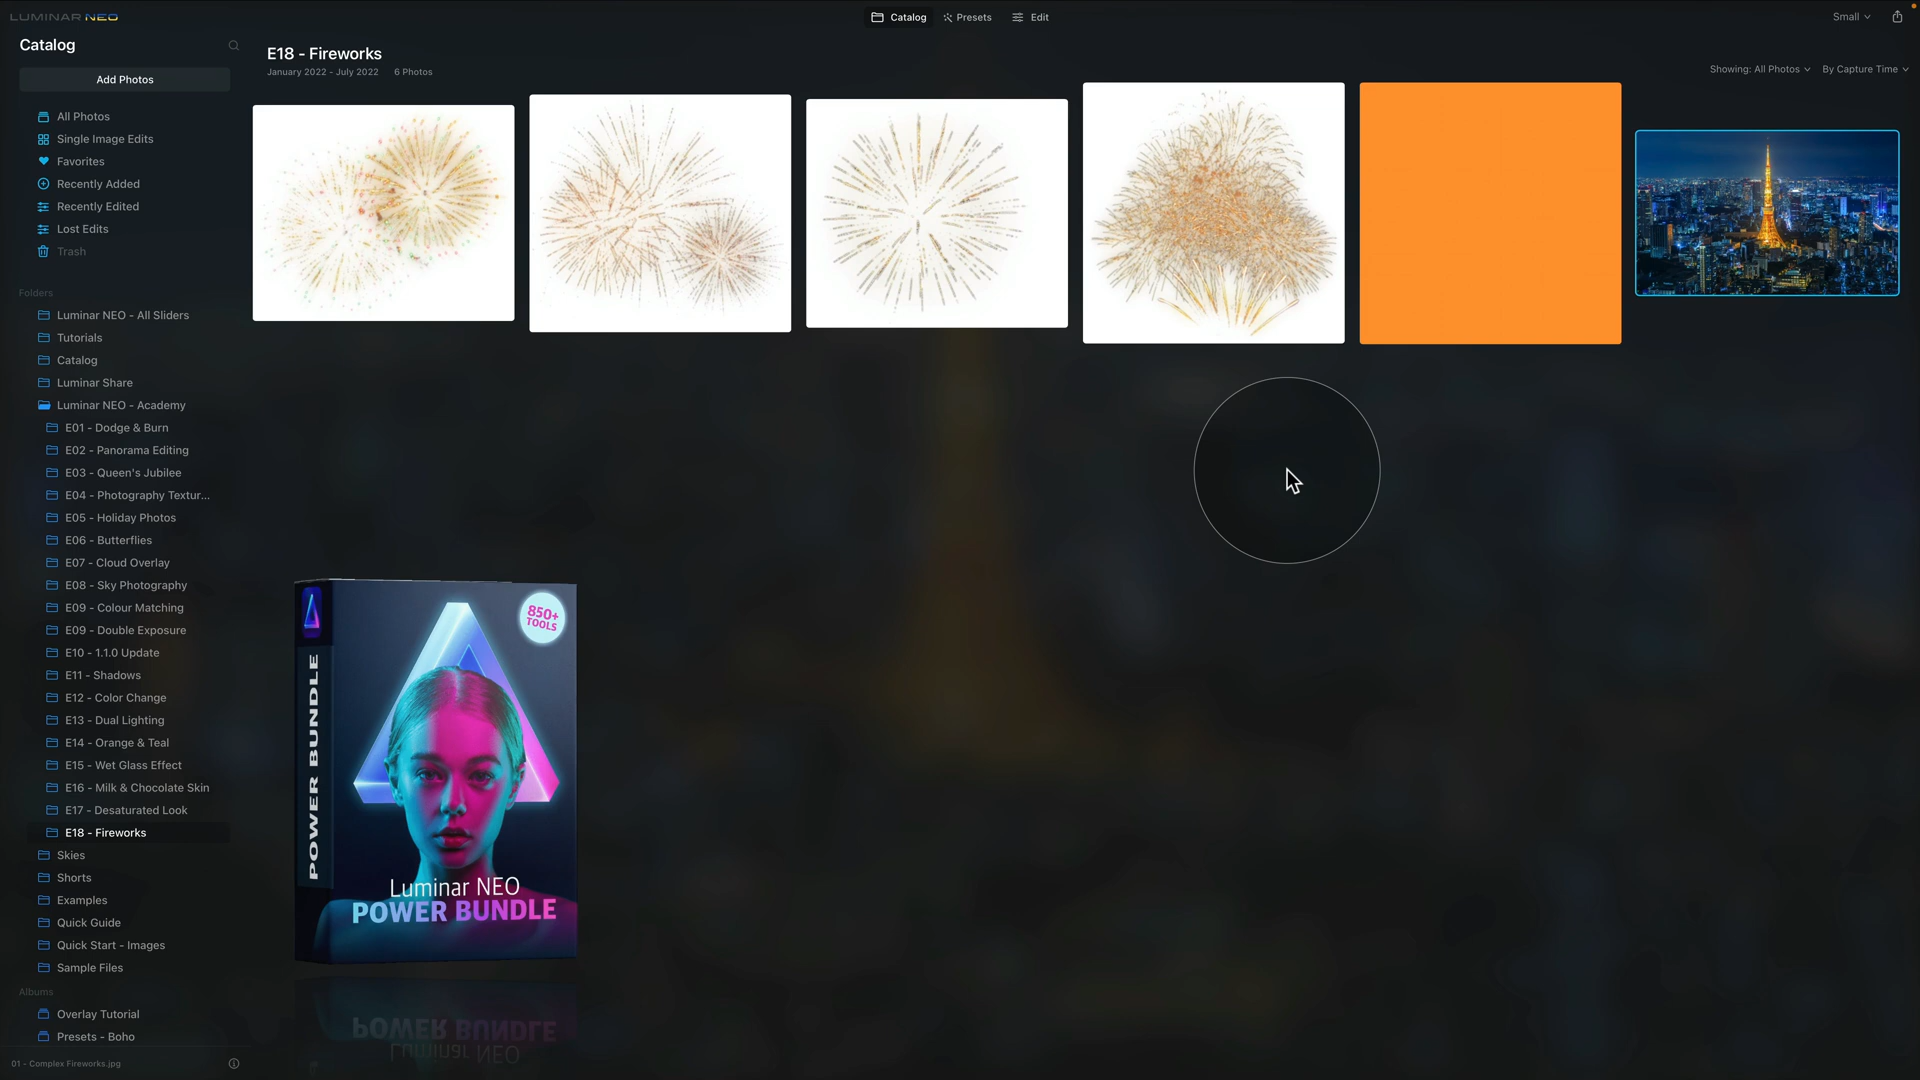 LUMINAR NEO
Catalog
Presets
Edit
Small
Catalog
Add Photos
E18 - Fireworks
January 2022 - July 2022
6 Photos
Showing: All Photos
By Capture Time
All Photos
Single Image Edits
Favorites
Recently Added
Recently Edited
Lost Edits
Trash
Folders
Luminar NEO - All Sliders
Tutorials
Catalog
Luminar Share
Luminar NEO - Academy
E01 - Dodge & Burn
E02 - Panorama Editing
E03 - Queen's Jubilee
E04 - Photography Textur...
E05 - Holiday Photos
E06 - Butterflies
E07 - Cloud Overlay
E08 - Sky Photography
E09 - Colour Matching
E09 - Double Exposure
E10 - 1.1.0 Update
E11 - Shadows
E12 - Color Change
E13 - Dual Lighting
E14 - Orange & Teal
E15 - Wet Glass Effect
E16 - Milk & Chocolate Skin
E17 - Desaturated Look
E18 - Fireworks
Skies
Shorts
Examples
Quick Guide
Quick Start - Images
Sample Files
Albums
Overlay Tutorial
Presets - Boho
01 - Complex Fireworks.jpg
850+
TOOLS
POWER BUNDLE
Luminar NEO
POWER BUNDLE
POWER BUNDLE
Luminar NEO